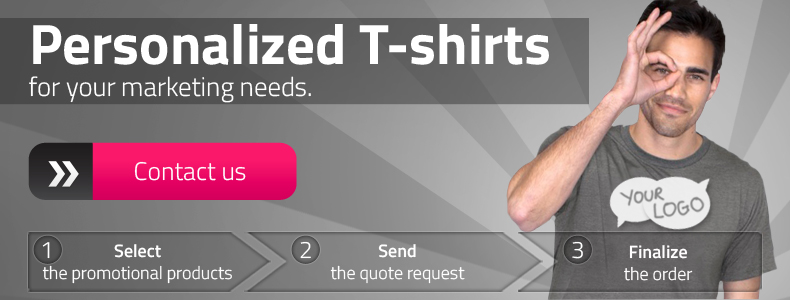 Personalized T-shirts
for your marketing needs.
Contact us
YOUR
LOGO
1 Select
the promotional products
2 Send
the quote request
3 Finalize
the order